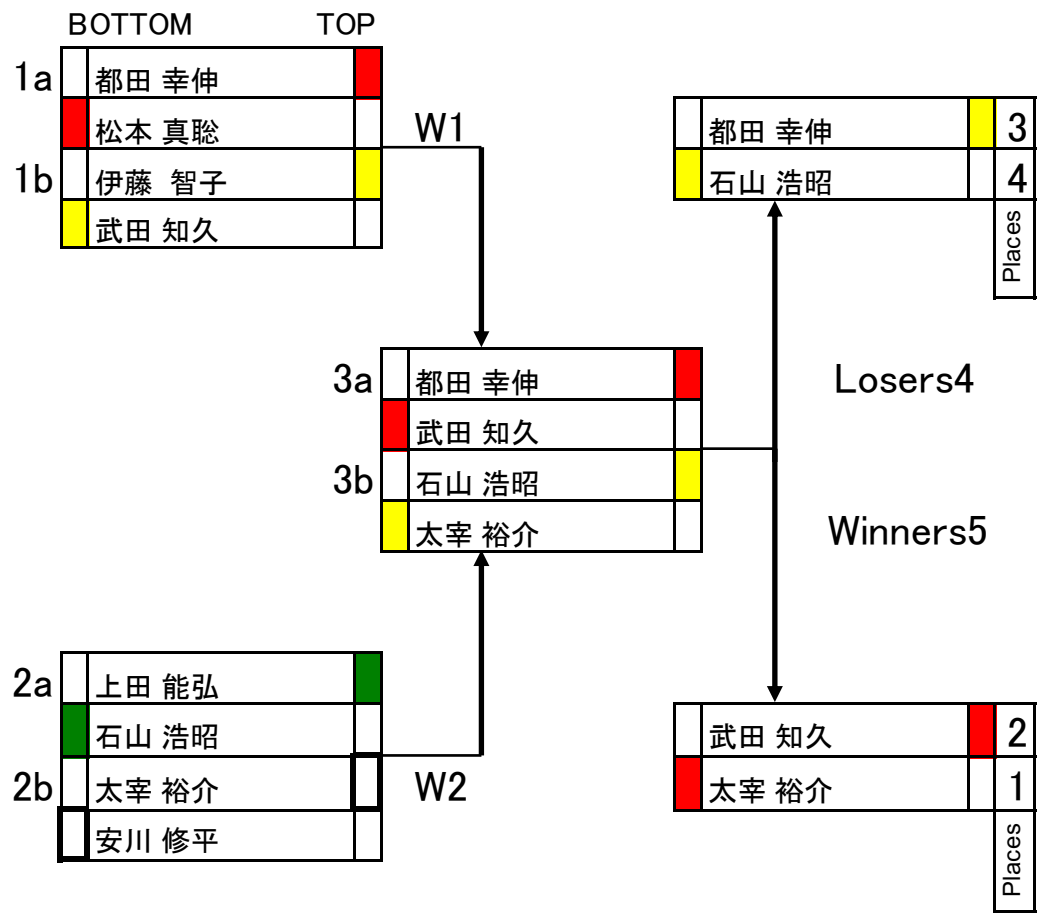 BOTTOM TOP
1a 都田 幸伸
松本 真聡
1b 伊藤 智子
武田 知久
W1
都田 幸伸 3
石山 浩昭 4
Places
3a 都田 幸伸
武田 知久
3b 石山 浩昭
太宰 裕介
Losers4
Winners5
2a 上田 能弘
石山 浩昭
2b 太宰 裕介
安川 修平
W2
武田 知久 2
太宰 裕介 1
Places